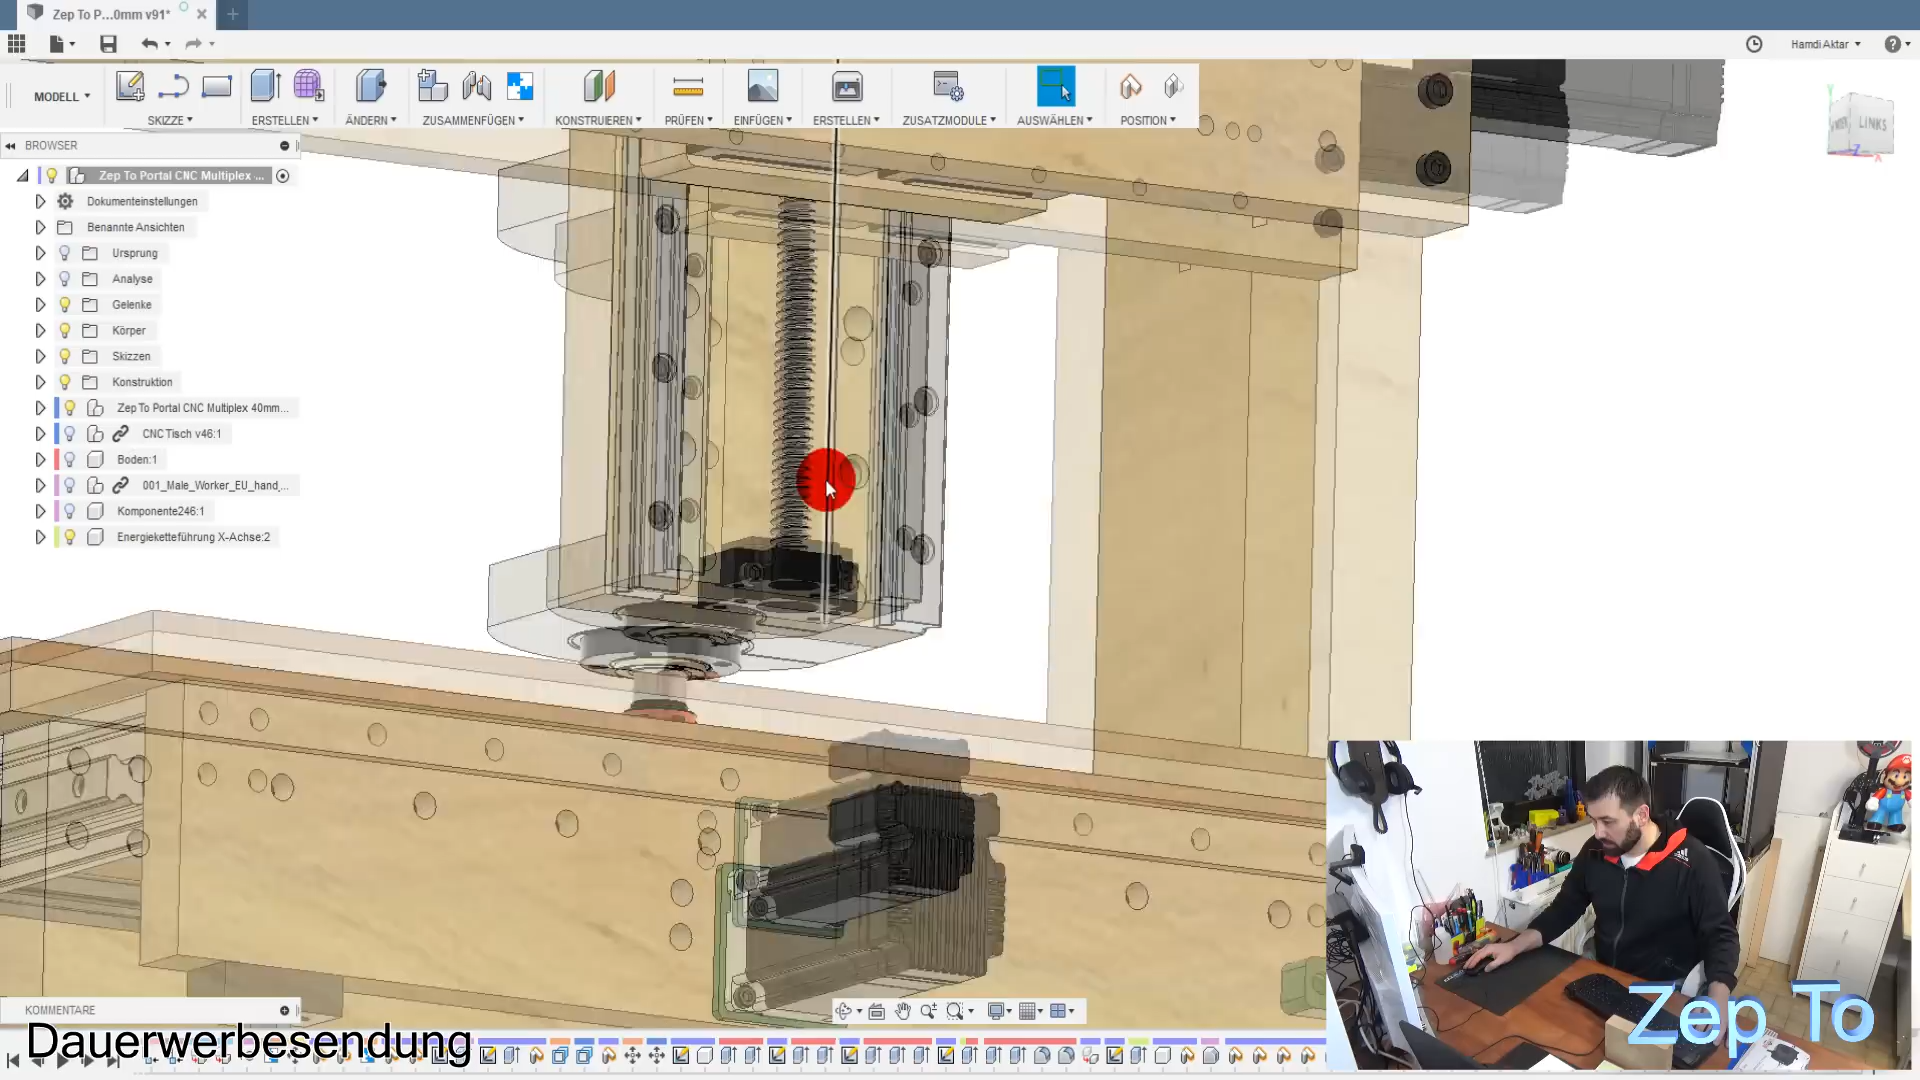 Zep To P...0mm v91*
Hamdi Aktar
MODELL
SKIZZE
ERSTELLEN
ÄNDERN
ZUSAMMENFÜGEN
KONSTRUIEREN
PRÜFEN
EINFÜGEN
ERSTELLEN
ZUSATZMODULE
AUSWÄHLEN
POSITION
LINKS
BROWSER
Zep To Portal CNC Multiplex ...
Dokumenteinstellungen
Benannte Ansichten
Ursprung
Analyse
Gelenke
Körper
Skizzen
Konstruktion
Zep To Portal CNC Multiplex 40mm...
CNC Tisch v46:1
Boden:1
001_Male_Worker_EU_hand_...
Komponente246:1
Energieketteführung X-Achse:2
KOMMENTARE
Dauerwerbesendung
Zep To